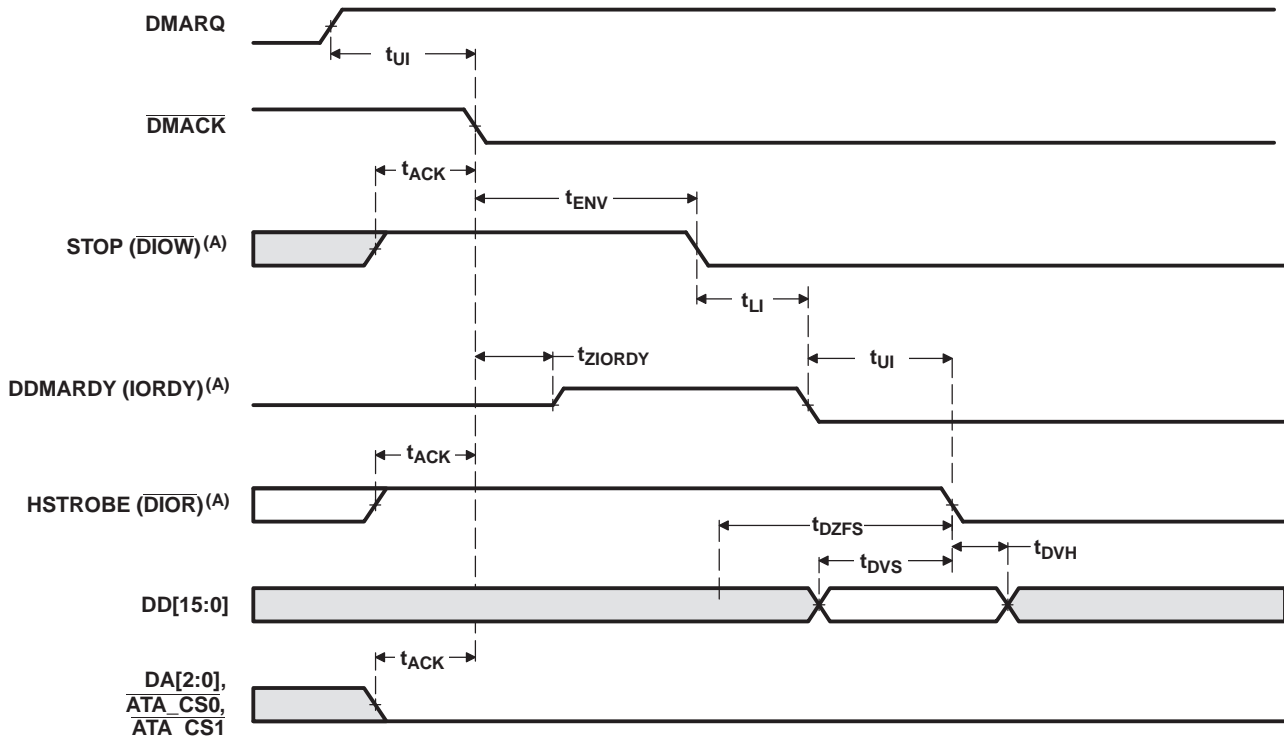 DMARQ
tUI
DMACK
tACK
tENV
STOP (DIOW)(A)
tLI
tZIORDY
tUI
DDMARDY (IORDY)(A)
tACK
HSTROBE (DIOR)(A)
tDZFS
tDVS
tDVH
DD[15:0]
tACK
DA[2:0],
ATA_CS0,
ATA_CS1